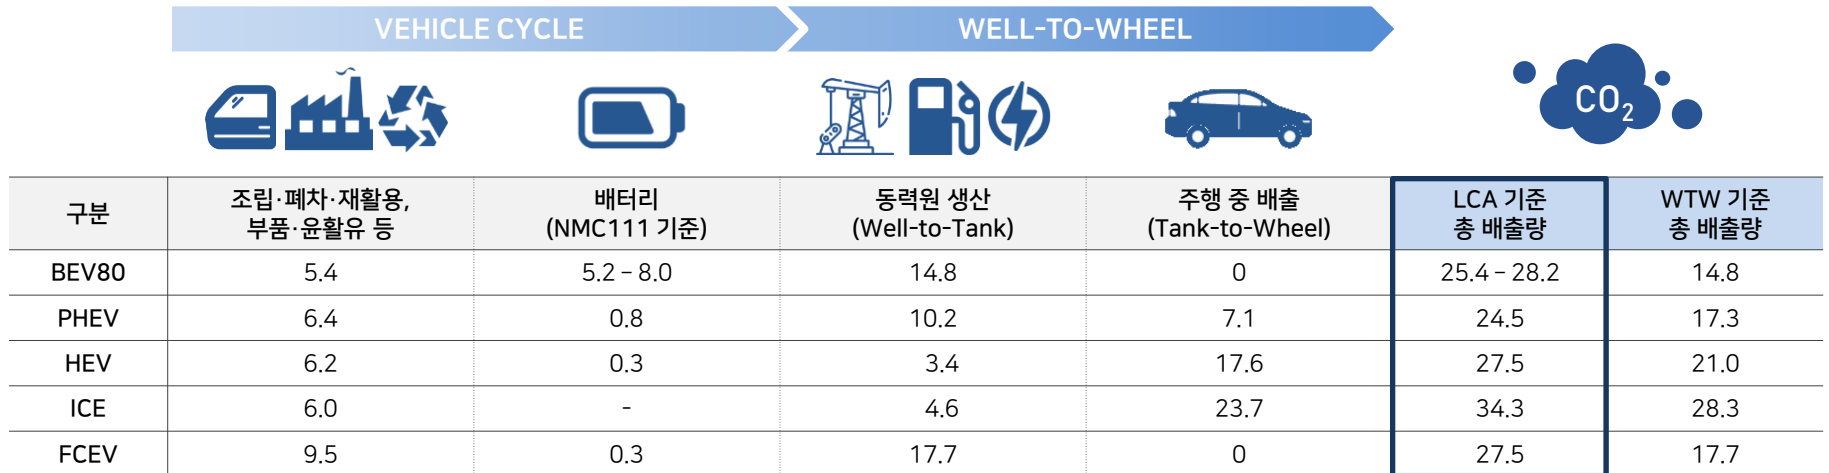 VEHICLE CYCLE WELL-TO-WHEEL
CO₂
구분 조립·폐차·재활용, 부품·윤활유 등 배터리 (NMC111 기준) 동력원 생산 (Well-to-Tank) 주행 중 배출 (Tank-to-Wheel) LCA 기준 총 배출량 WTW 기준 총 배출량
BEV80 5.4 5.2 – 8.0 14.8 0 25.4 – 28.2 14.8
PHEV 6.4 0.8 10.2 7.1 24.5 17.3
HEV 6.2 0.3 3.4 17.6 27.5 21.0
ICE 6.0 - 4.6 23.7 34.3 28.3
FCEV 9.5 0.3 17.7 0 27.5 17.7